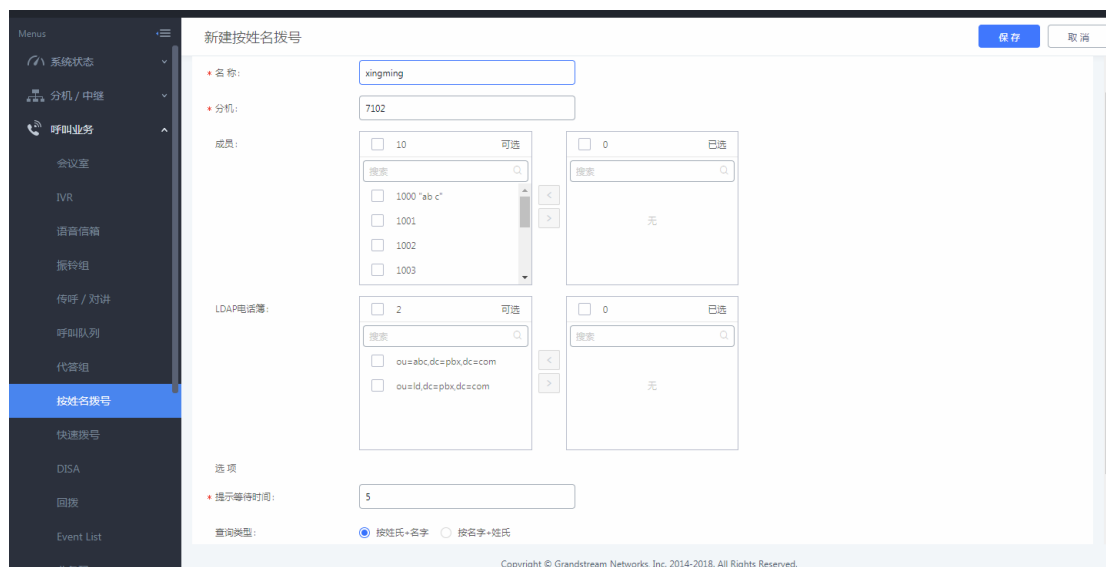 Menus
系统状态
分机 / 中继
呼叫业务
会议室
IVR
语音信箱
振铃组
传呼 / 对讲
呼叫队列
代答组
按姓名拨号
快速拨号
DISA
回拨
Event List
新建按姓名拨号
保存 取消
* 名称: xingming
* 分机: 7102
成员:
10 可选
搜索
1000 "ab c"
1001
1002
1003
0 已选
搜索
无
LDAP电话簿:
2 可选
搜索
ou=abc,dc=pbx,dc=com
ou=ld,dc=pbx,dc=com
0 已选
搜索
无
选项
* 提示等待时间: 5
查询类型: 按姓氏+名字 按名字+姓氏
Copyright © Grandstream Networks, Inc. 2014-2018. All Rights Reserved.